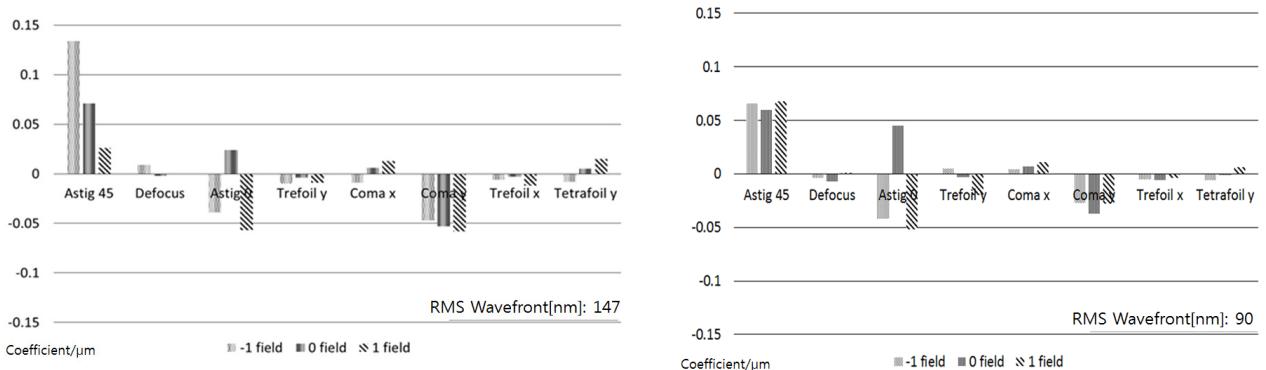 0.15
0.1
0.05
0
-0.05
-0.1
-0.15
Astig 45 Defocus Astig 0 Trefoil y Coma x Coma y Trefoil x Tetrafoil y
RMS Wavefront[nm]: 147
Coefficient/μm
-1 field 0 field 1 field
0.15
0.1
0.05
0
-0.05
-0.1
-0.15
Astig 45 Defocus Astig 0 Trefoil y Coma x Coma y Trefoil x Tetrafoil y
RMS Wavefront[nm]: 90
Coefficient/μm
-1 field 0 field 1 field